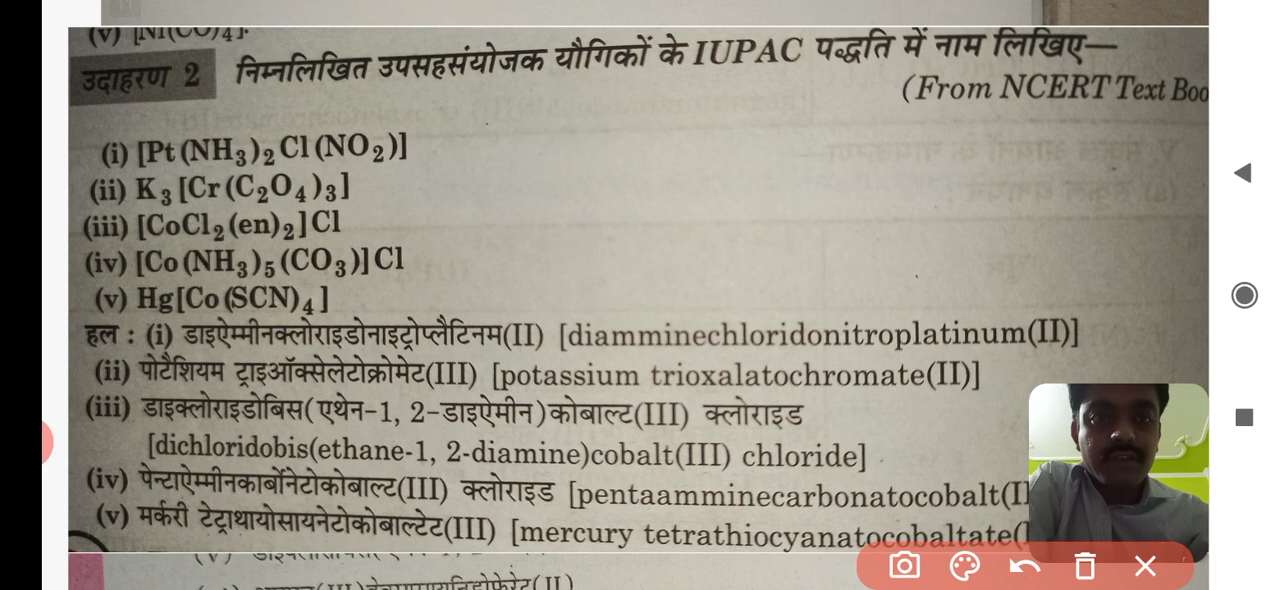 (v) [Ni(CO)4].
उदाहरण 2 निम्नलिखित उपसहसंयोजक यौगिकों के IUPAC पद्धति में नाम लिखिए—
(From NCERT Text Boo
(i) [Pt(NH3)2Cl(NO2)]
(ii) K3[Cr(C2O4)3]
(iii) [CoCl2(en)2]Cl
(iv) [Co(NH3)5(CO3)]Cl
(v) Hg[Co(SCN)4]
हल : (i) डाइऐम्मीनक्लोराइडोनाइट्रोप्लैटिनम(II) [diamminechloridonitroplatinum(II)]
(ii) पोटैशियम ट्राइऑक्सेलेटोक्रोमेट(III) [potassium trioxalatochromate(II)]
(iii) डाइक्लोराइडोबिस(एथेन-1, 2-डाइऐमीन)कोबाल्ट(III) क्लोराइड
[dichloridobis(ethane-1, 2-diamine)cobalt(III) chloride]
(iv) पेन्टाऐम्मीनकार्बोनेटोकोबाल्ट(III) क्लोराइड [pentaamminecarbonatocobalt(I
(v) मर्करी टेट्राथायोसायनेटोकोबाल्टेट(III) [mercury tetrathiocyanatocobaltate(